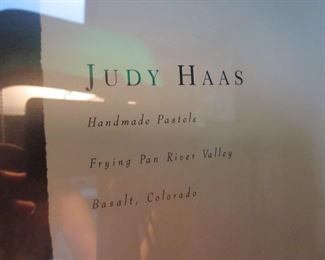 JUDY HAAS
Handmade Pastels
Frying Pan River Valley
Basalt, Colorado